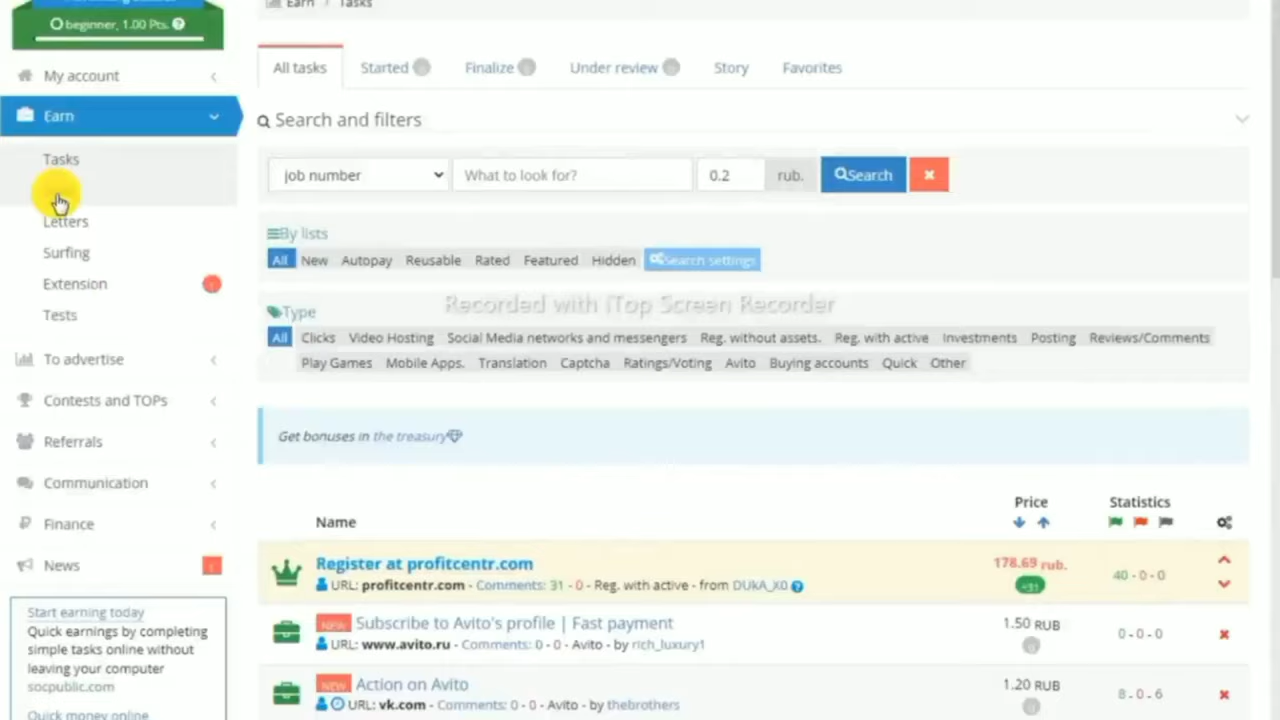 beginner, 1.00 Pts.
My account
Earn
Tasks
Letters
Surfing
Extension
Tests
To advertise
Contests and TOPs
Referrals
Communication
Finance
News
Start earning today
Quick earnings by completing
simple tasks online without
leaving your computer
socpublic.com
Quick money online
Earn / Tasks
All tasks Started Finalize Under review Story Favorites
Search and filters
job number What to look for? 0.2 rub. Search
By lists
All New Autopay Reusable Rated Featured Hidden Search settings
Recorded with iTop Screen Recorder
Type
All Clicks Video Hosting Social Media networks and messengers Reg. without assets. Reg. with active Investments Posting Reviews/Comments
Play Games Mobile Apps. Translation Captcha Ratings/Voting Avito Buying accounts Quick Other
Get bonuses in the treasury
Name Price Statistics
Register at profitcentr.com 178.69 rub.
URL: profitcentr.com - Comments: 31 - 0 - Reg. with active - from DUKA_X0 +31 40 - 0 - 0
NEW Subscribe to Avito's profile | Fast payment 1.50 RUB
URL: www.avito.ru - Comments: 0 - 0 - Avito - by rich_luxury1 0 - 0 - 0
NEW Action on Avito 1.20 RUB
URL: vk.com - Comments: 0 - 0 - Avito - by thebrothers 8 - 0 - 6